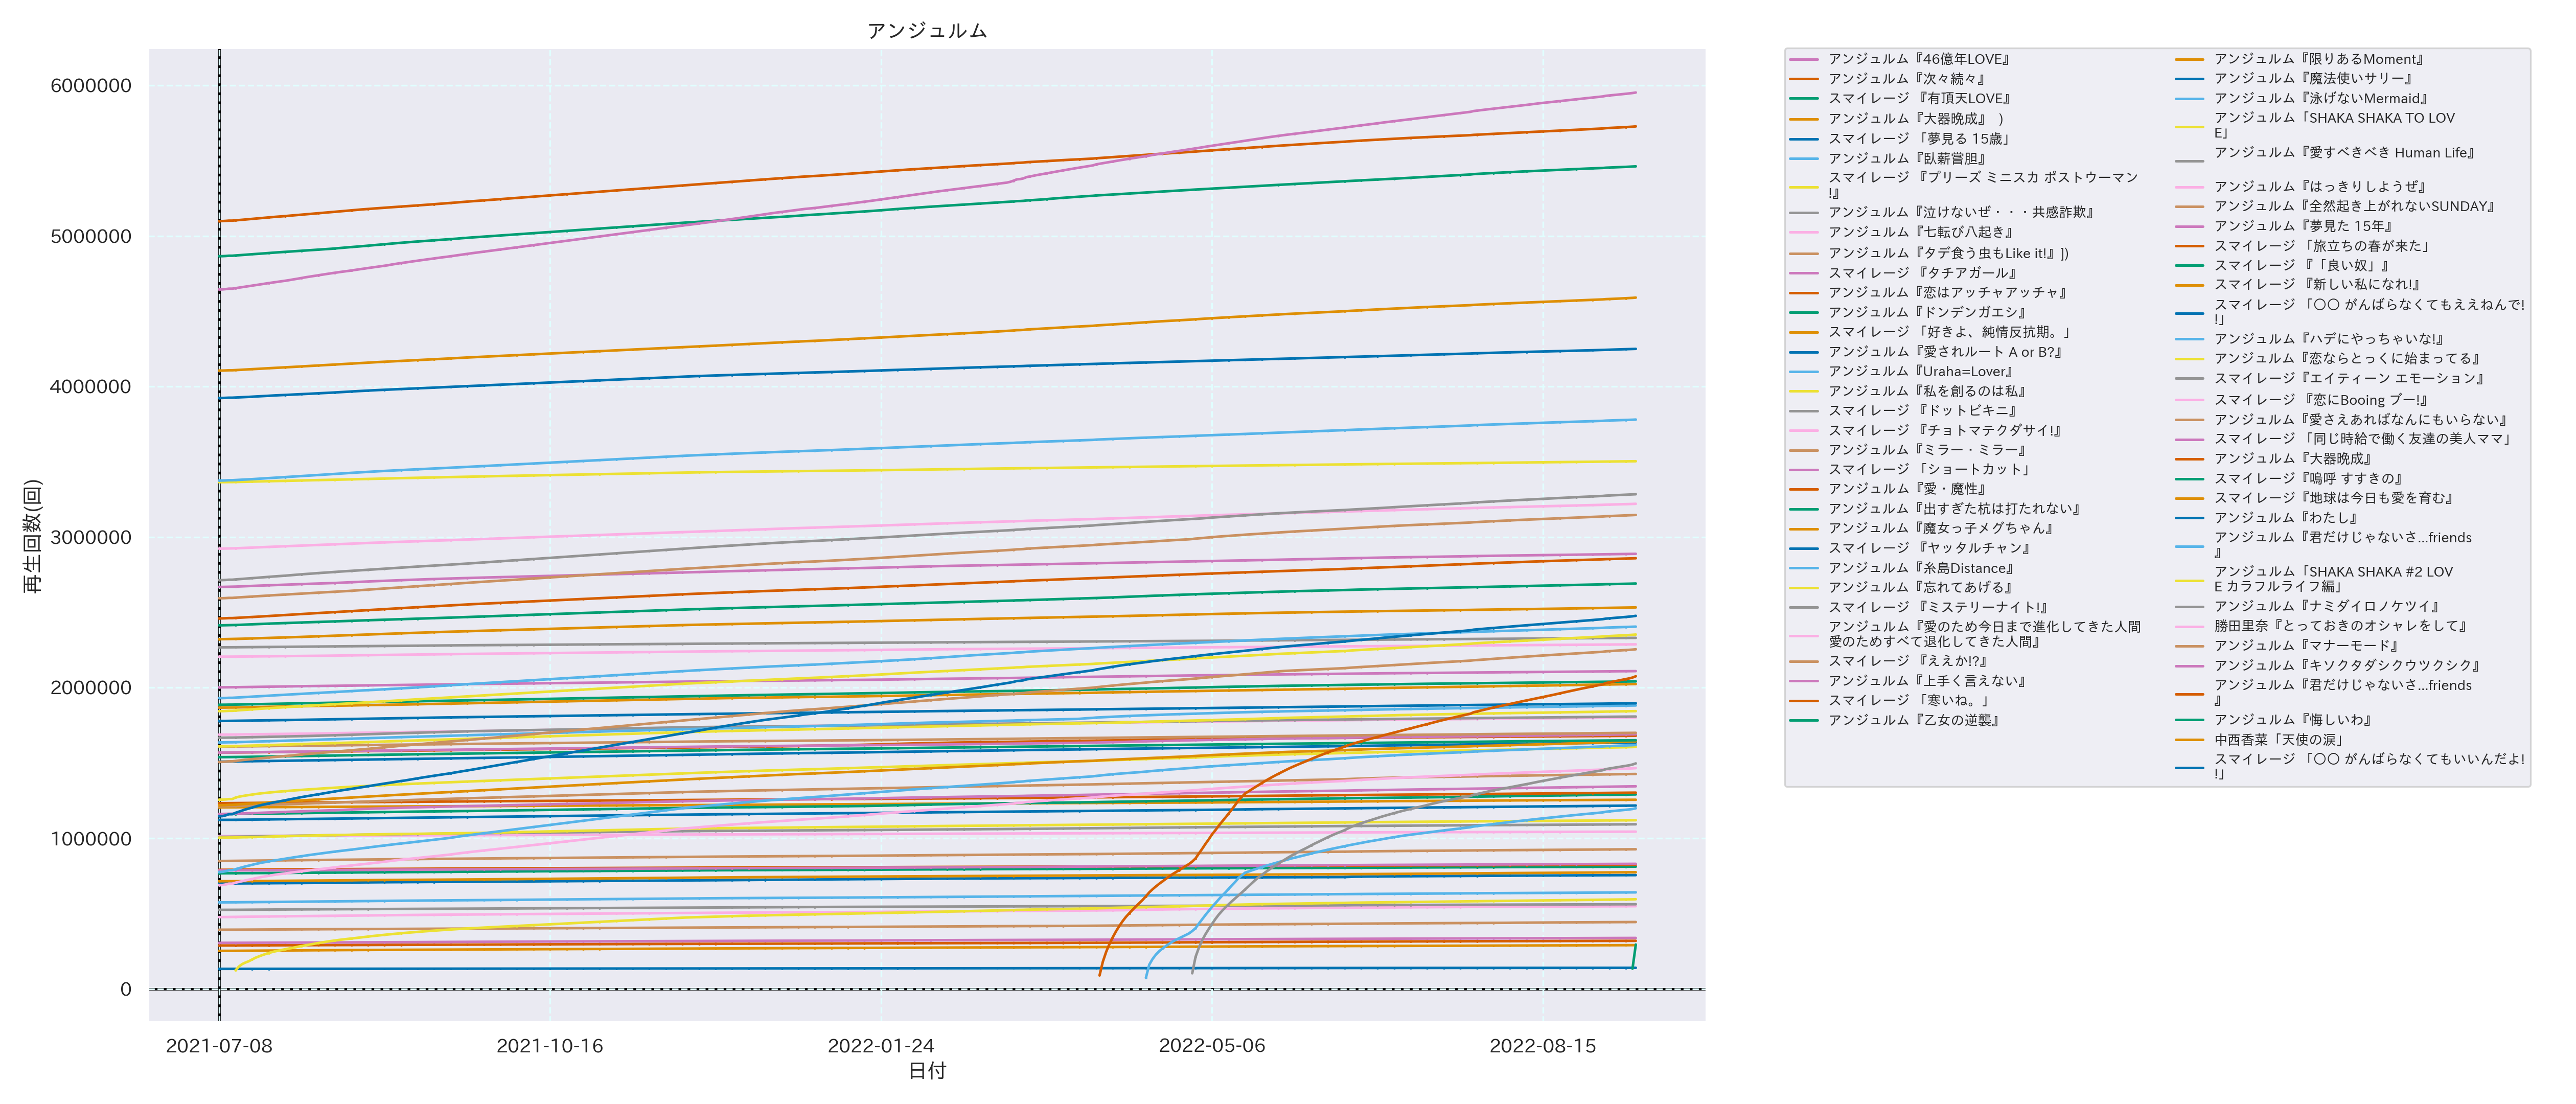 アンジュルム
再生回数(回)
6000000
5000000
4000000
3000000
2000000
1000000
0
2021-07-08
2021-10-16
2022-01-24
2022-05-06
2022-08-15
日付
アンジュルム『46億年LOVE』
アンジュルム『次々続々』
スマイレージ 『有頂天LOVE』
アンジュルム『大器晩成』 )
スマイレージ 「夢見る 15歳」
アンジュルム『臥薪嘗胆』
スマイレージ 『プリーズ ミニスカ ポストウーマン
!』
アンジュルム『泣けないぜ・・・共感詐欺』
アンジュルム『七転び八起き』
アンジュルム『タデ食う虫もLike it!』])
スマイレージ 『タチアガール』
アンジュルム『恋はアッチャアッチャ』
アンジュルム『ドンデンガエシ』
スマイレージ 「好きよ、純情反抗期。」
アンジュルム『愛されルート A or B?』
アンジュルム『Uraha=Lover』
アンジュルム『私を創るのは私』
スマイレージ 『ドットビキニ』
スマイレージ 『チョトマテクダサイ!』
アンジュルム『ミラー・ミラー』
スマイレージ 「ショートカット」
アンジュルム『愛・魔性』
アンジュルム『出すぎた杭は打たれない』
アンジュルム『魔女っ子メグちゃん』
スマイレージ 『ヤッタルチャン』
アンジュルム『糸島Distance』
アンジュルム『忘れてあげる』
スマイレージ 『ミステリーナイト!』
アンジュルム『愛のため今日まで進化してきた人間
愛のためすべて退化してきた人間』
スマイレージ 『ええか!?』
アンジュルム『上手く言えない』
スマイレージ 「寒いね。」
アンジュルム『乙女の逆襲』
アンジュルム『限りあるMoment』
アンジュルム『魔法使いサリー』
アンジュルム『泳げないMermaid』
アンジュルム「SHAKA SHAKA TO LOV
E」
アンジュルム『愛すべきべき Human Life』
アンジュルム『はっきりしようぜ』
アンジュルム『全然起き上がれないSUNDAY』
アンジュルム『夢見た 15年』
スマイレージ 「旅立ちの春が来た」
スマイレージ 『「良い奴」』
スマイレージ 『新しい私になれ!』
スマイレージ 「〇〇 がんばらなくてもええねんで!
!」
アンジュルム『ハデにやっちゃいな!』
アンジュルム『恋ならとっくに始まってる』
スマイレージ『エイティーン エモーション』
スマイレージ 『恋にBooing ブー!』
アンジュルム『愛さえあればなんにもいらない』
スマイレージ 「同じ時給で働く友達の美人ママ」
アンジュルム『大器晩成』
スマイレージ『嗚呼 すすきの』
スマイレージ『地球は今日も愛を育む』
アンジュルム『わたし』
アンジュルム『君だけじゃないさ...friends
』
アンジュルム「SHAKA SHAKA #2 LOV
E カラフルライフ編」
アンジュルム『ナミダイロノケツイ』
勝田里奈『とっておきのオシャレをして』
アンジュルム『マナーモード』
アンジュルム『キソクタダシクウツクシク』
アンジュルム『君だけじゃないさ...friends
』
アンジュルム『悔しいわ』
中西香菜「天使の涙」
スマイレージ 「〇〇 がんばらなくてもいいんだよ!
!」